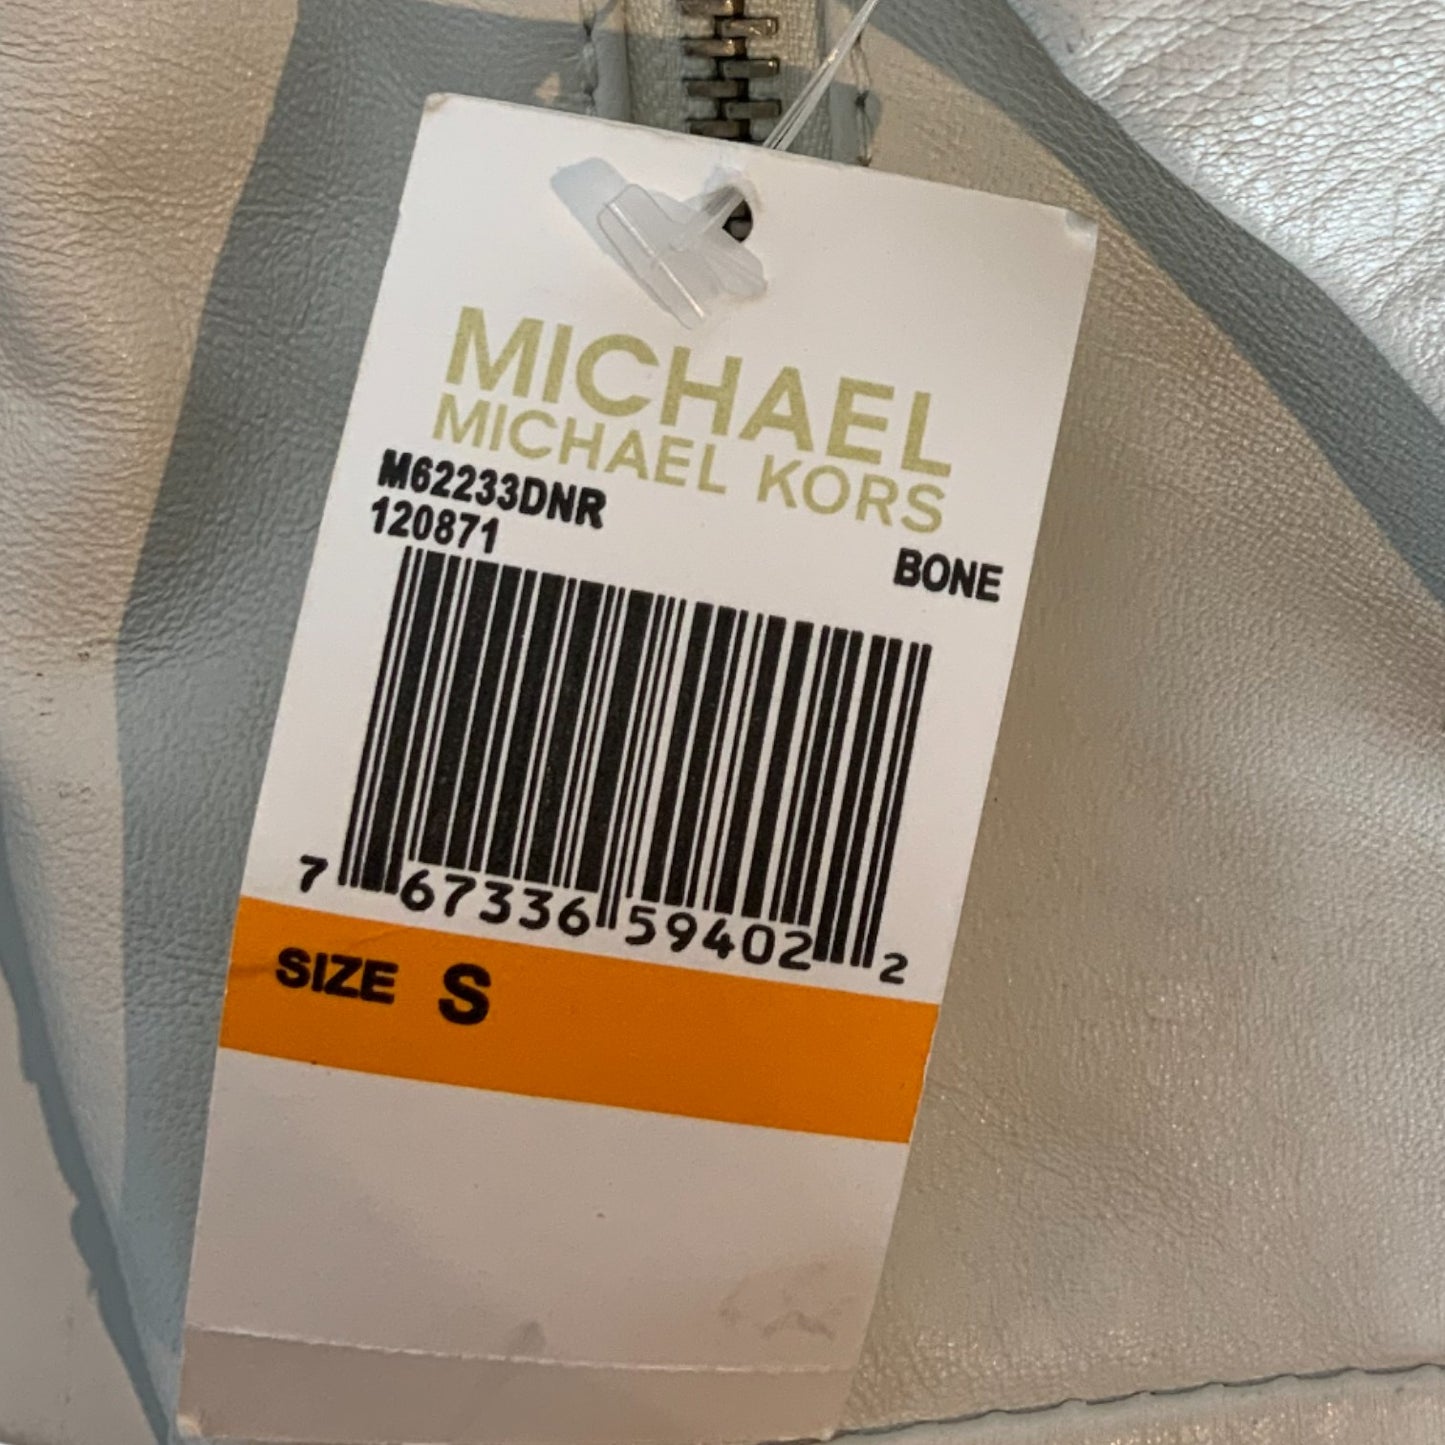 MICHAEL
MICHAEL KORS
M62233DNR
120871
BONE
7 67336 59402 2
SIZE S